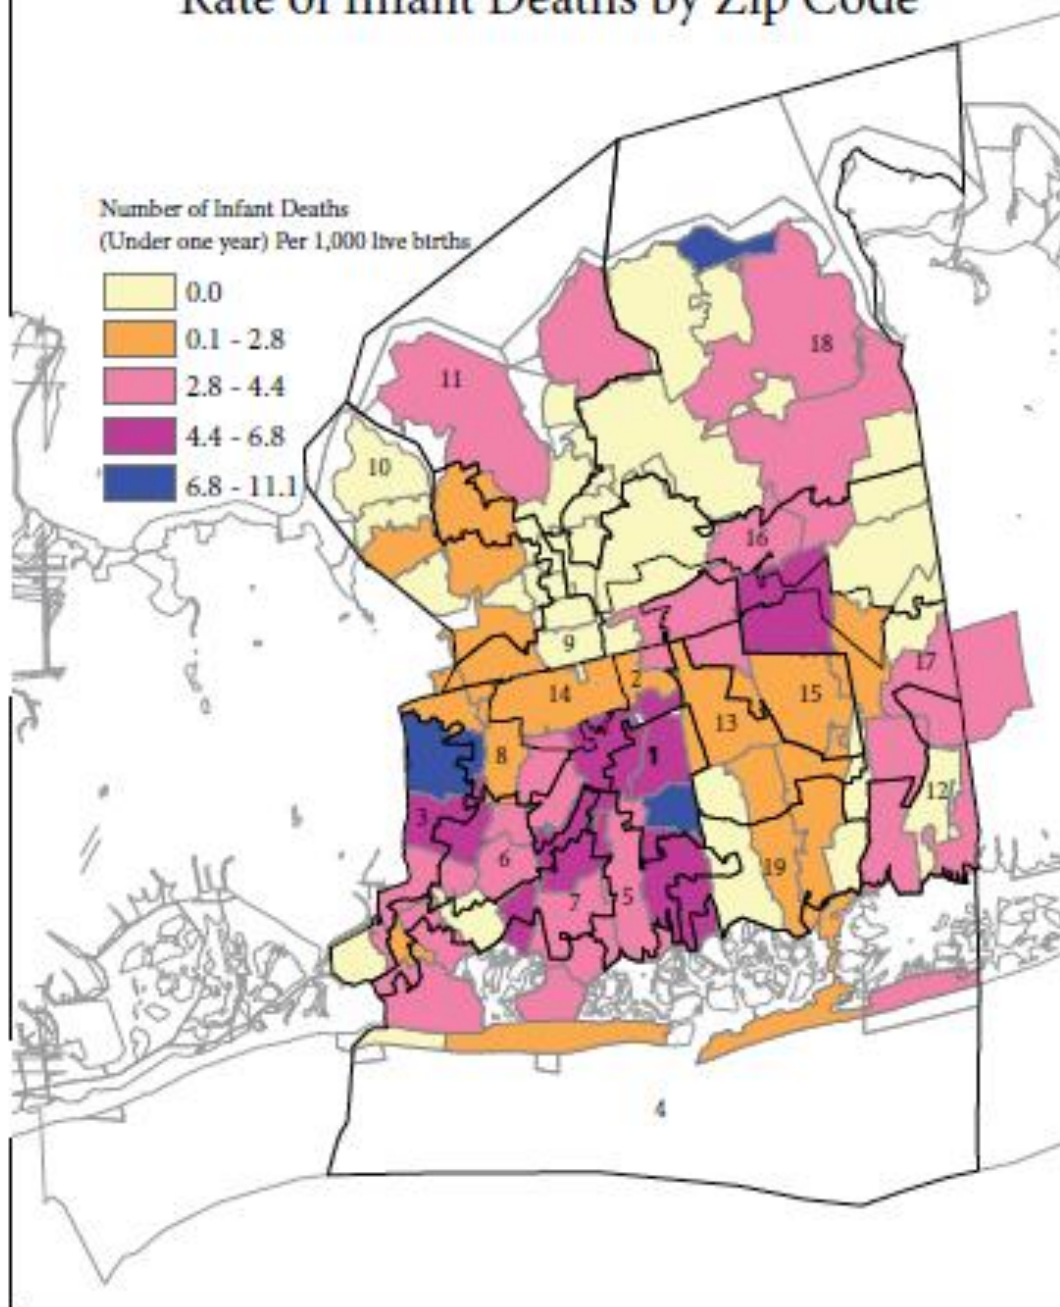 Rate of Infant Deaths by Zip Code
Number of Infant Deaths
(Under one year) Per 1,000 live births
0.0
0.1 - 2.8
2.8 - 4.4
4.4 - 6.8
6.8 - 11.1
18
11
10
16
9
17
2
14
15
13
8
1
12
3
6
19
5
7
4